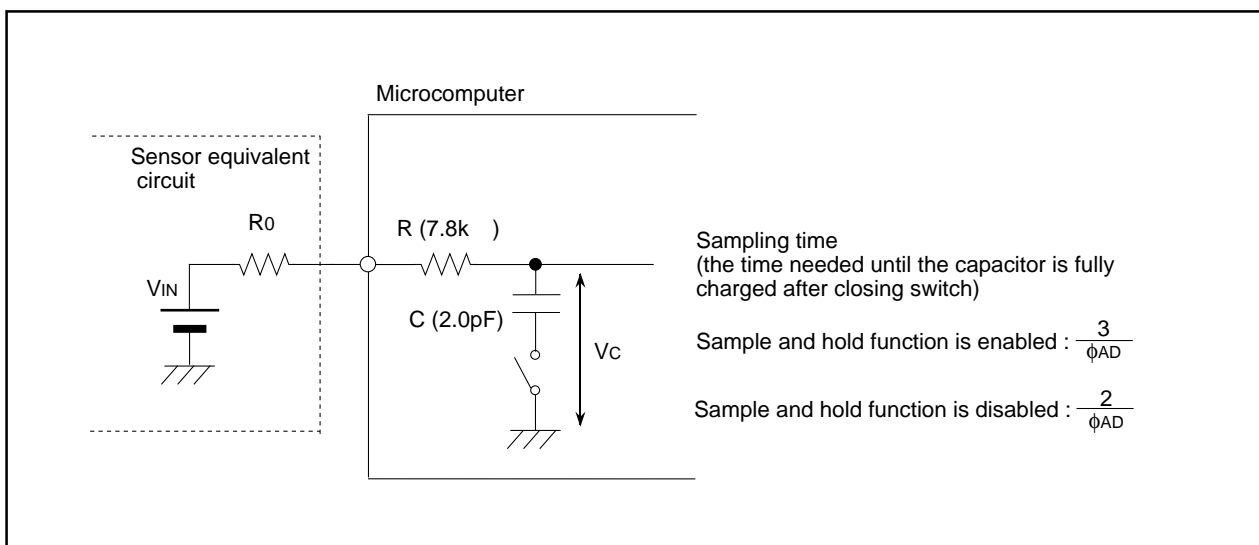 Microcomputer
Sensor equivalent
circuit
R0
R (7.8k )
VIN
C (2.0pF)
VC
Sampling time
(the time needed until the capacitor is fully
charged after closing switch)
Sample and hold function is enabled : 3
ϕAD
Sample and hold function is disabled : 2
ϕAD